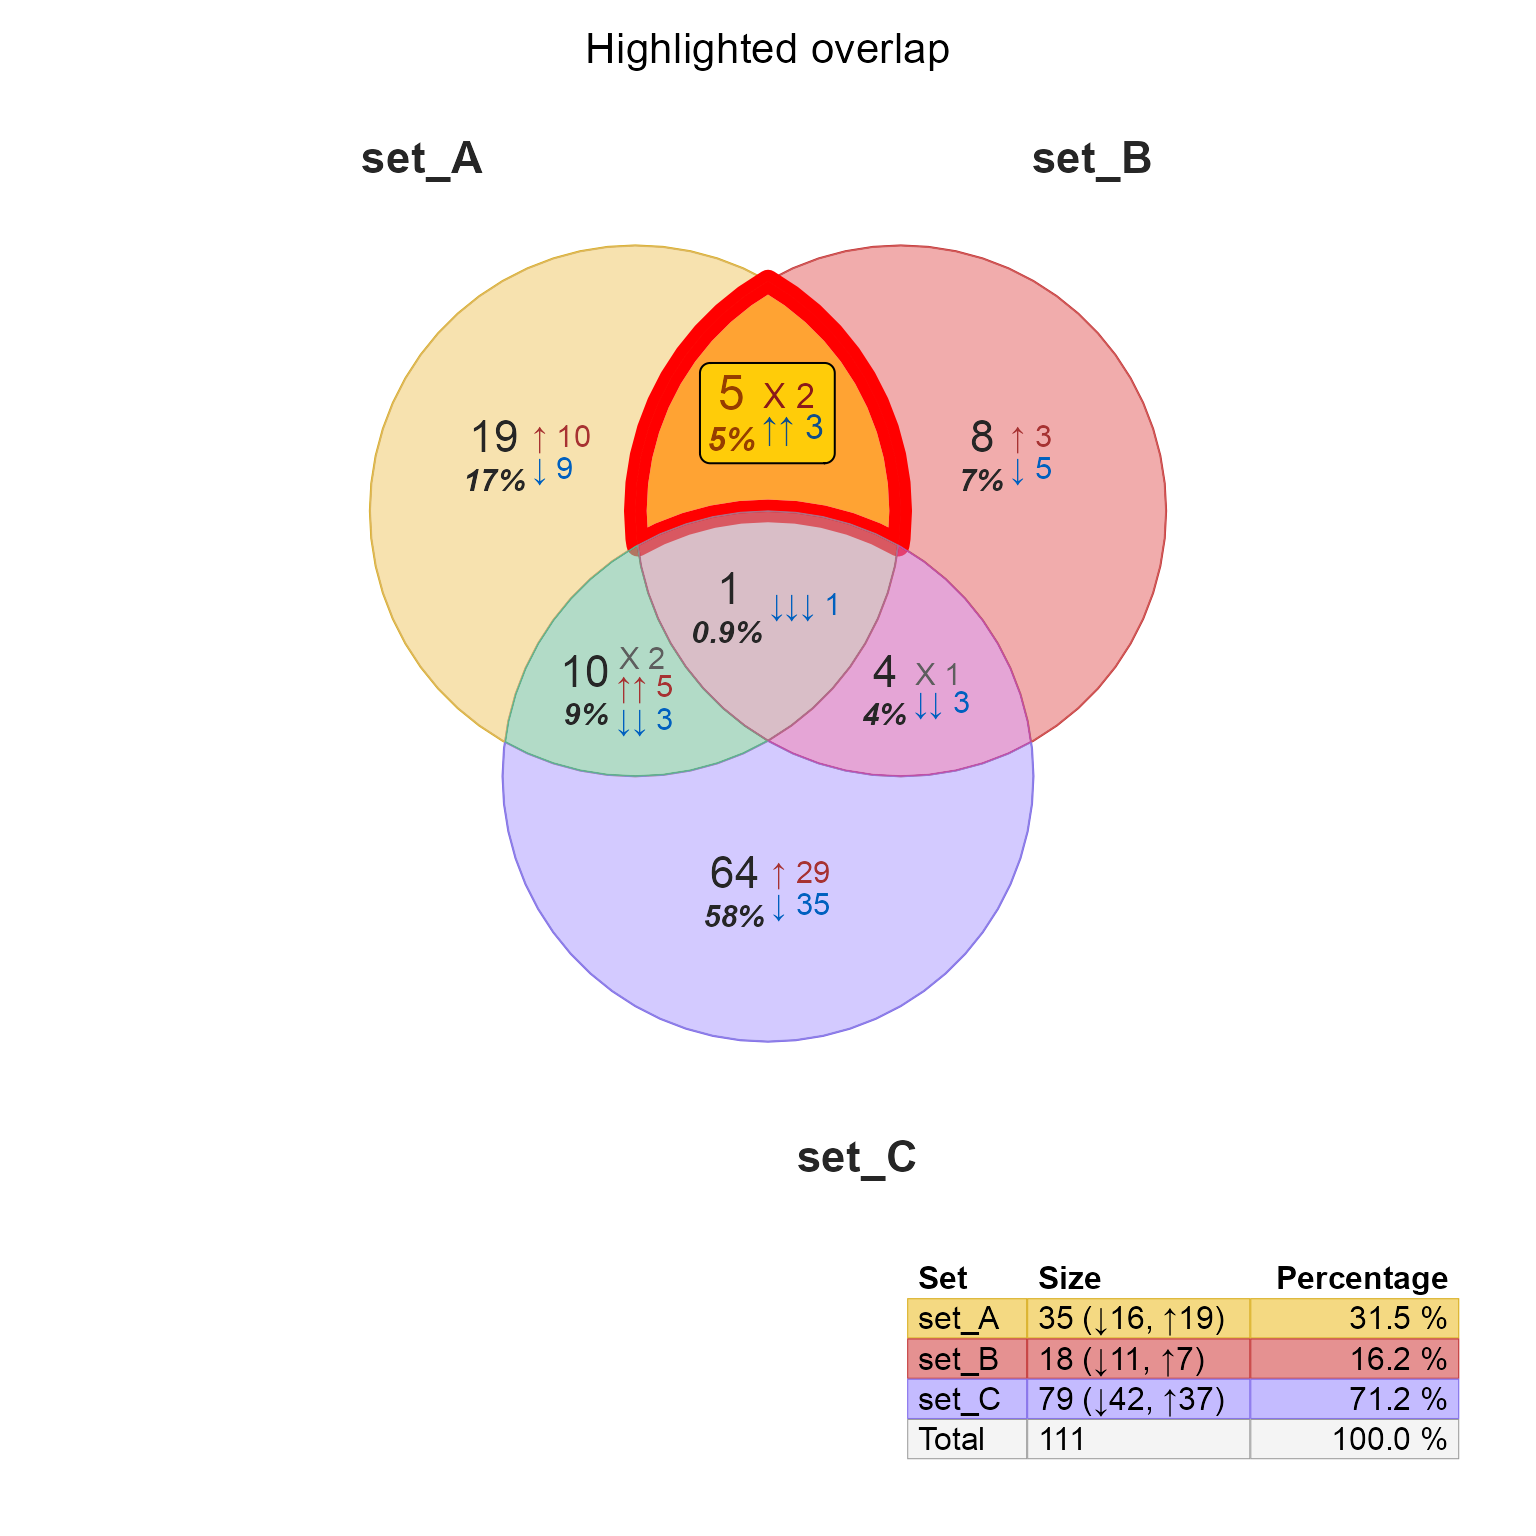 Highlighted overlap
set_A
set_B
5 X 2
5% ↑↑ 3
19 ↑ 10
17% ↓ 9
8 ↑ 3
7% ↓ 5
1 ↓↓↓ 1
0.9%
10 X 2
↑↑ 5
9% ↓↓ 3
4 X 1
4% ↓↓ 3
64 ↑ 29
58% ↓ 35
set_C
Set Size Percentage
set_A 35 (↓16, ↑19) 31.5 %
set_B 18 (↓11, ↑7) 16.2 %
set_C 79 (↓42, ↑37) 71.2 %
Total 111 100.0 %